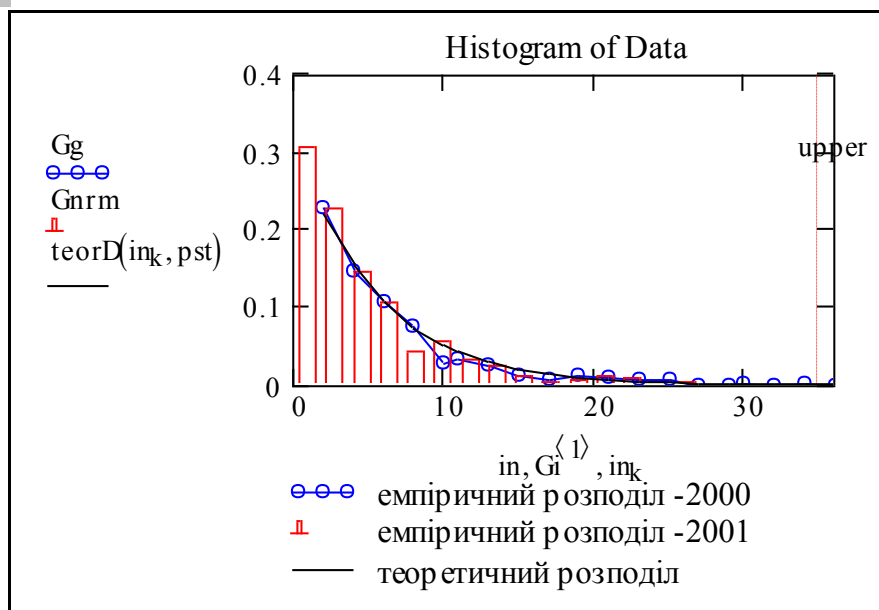 Histogram of Data
0.4
0.3
0.2
0.1
0
upper
Gg
Gnrm
teorD(in_k, pst)
0 10 20 30
in, Gi^⟨1⟩, in_k
емпіричний розподіл -2000
емпіричний розподіл -2001
теоретичний розподіл